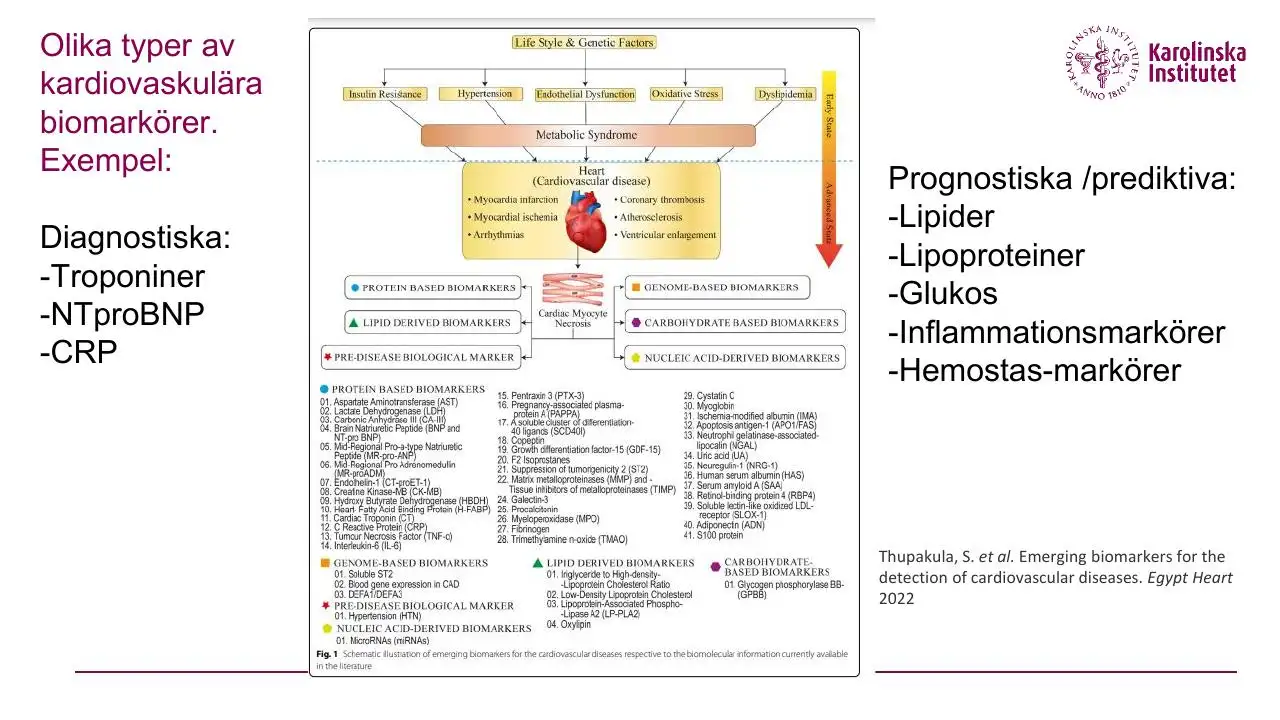 Olika typer av
kardiovaskulära
biomarkörer.
Exempel:
Diagnostiska:
-Troponiner
-NTproBNP
-CRP
Life Style & Genetic Factors
Insulin Resistance
Hypertension
Endothelial Dysfunction
Oxidative Stress
Dyslipidemia
Early State
Metabolic Syndrome
Heart
(Cardiovascular disease)
• Myocardia infarction
• Myocardial ischemia
• Arrhythmias
• Coronary thrombosis
• Atherosclerosis
• Ventricular enlargement
Advanced State
PROTEIN BASED BIOMARKERS
LIPID DERIVED BIOMARKERS
PRE-DISEASE BIOLOGICAL MARKER
Cardiac Myocyte
Necrosis
GENOME-BASED BIOMARKERS
CARBOHYDRATE BASED BIOMARKERS
NUCLEIC ACID-DERIVED BIOMARKERS
PROTEIN BASED BIOMARKERS
01. Aspartate Aminotransferase (AST)
02. Lactate Dehydrogenase (LDH)
03. Carbonic Anhydrase III (CA-III)
04. Brain Natriuretic Peptide (BNP and
NT-pro BNP)
05. Mid-Regional Pro-a-type Natriuretic
Peptide (MR-pro-ANP)
06. Mid-Regional Pro Adrenomedulin
(MR-proADM)
07. Endothelin-1 (CT-proET-1)
08. Creatine Kinase-MB (CK-MB)
09. Hydroxy Butyrate Dehydrogenase (HBDH)
10. Heart- Fatty Acid Binding Protein (H-FABP)
11. Cardiac Troponin (CT)
12. C Reactive Protein (CRP)
13. Tumour Necrosis Factor (TNF-α)
14. Interleukin-6 (IL-6)
15. Pentraxin 3 (PTX-3)
16. Pregnancy-associated plasma-
protein A (PAPPA)
17. A soluble cluster of differentiation-
40 ligands (SCD40l)
18. Copeptin
19. Growth differentiation factor-15 (GDF-15)
20. F2 Isoprostanes
21. Suppression of tumorigenicity 2 (ST2)
22. Matrix metalloproteinases (MMP) and -
Tissue inhibitors of metalloproteinases (TIMP)
24. Galectin-3
25. Procalcitonin
26. Myeloperoxidase (MPO)
27. Fibrinogen
28. Trimethylamine n-oxide (TMAO)
29. Cystatin C
30. Myoglobin
31. Ischemia-modified albumin (IMA)
32. Apoptosis antigen-1 (APO1/FAS)
33. Neutrophil gelatinase-associated-
lipocalin (NGAL)
34. Uric acid (UA)
35. Neuregulin-1 (NRG-1)
36. Human serum albumin (HAS)
37. Serum amyloid A (SAA)
38. Retinol-binding protein 4 (RBP4)
39. Soluble lectin-like oxidized LDL-
receptor (SLOX-1)
40. Adiponectin (ADN)
41. S100 protein
GENOME-BASED BIOMARKERS
01. Soluble ST2
02. Blood gene expression in CAD
03. DEFA1/DEFA3
PRE-DISEASE BIOLOGICAL MARKER
01. Hypertension (HTN)
NUCLEIC ACID-DERIVED BIOMARKERS
01. MicroRNAs (miRNAs)
LIPID DERIVED BIOMARKERS
01. Triglyceride to High-density-
-Lipoprotein Cholesterol Ratio
02. Low-Density Lipoprotein Cholesterol
03. Lipoprotein-Associated Phospho-
-Lipase A2 (LP-PLA2)
04. Oxylipin
CARBOHYDRATE-
BASED BIOMARKERS
01. Glycogen phosphorylase BB-
(GPBB)
Fig. 1 Schematic illustration of emerging biomarkers for the cardiovascular diseases respective to the biomolecular information currently available
in the literature
KAROLINSKA INSTITUTET
ANNO 1810
Karolinska
Institutet
Prognostiska /prediktiva:
-Lipider
-Lipoproteiner
-Glukos
-Inflammationsmarkörer
-Hemostas-markörer
Thupakula, S. et al. Emerging biomarkers for the
detection of cardiovascular diseases. Egypt Heart
2022